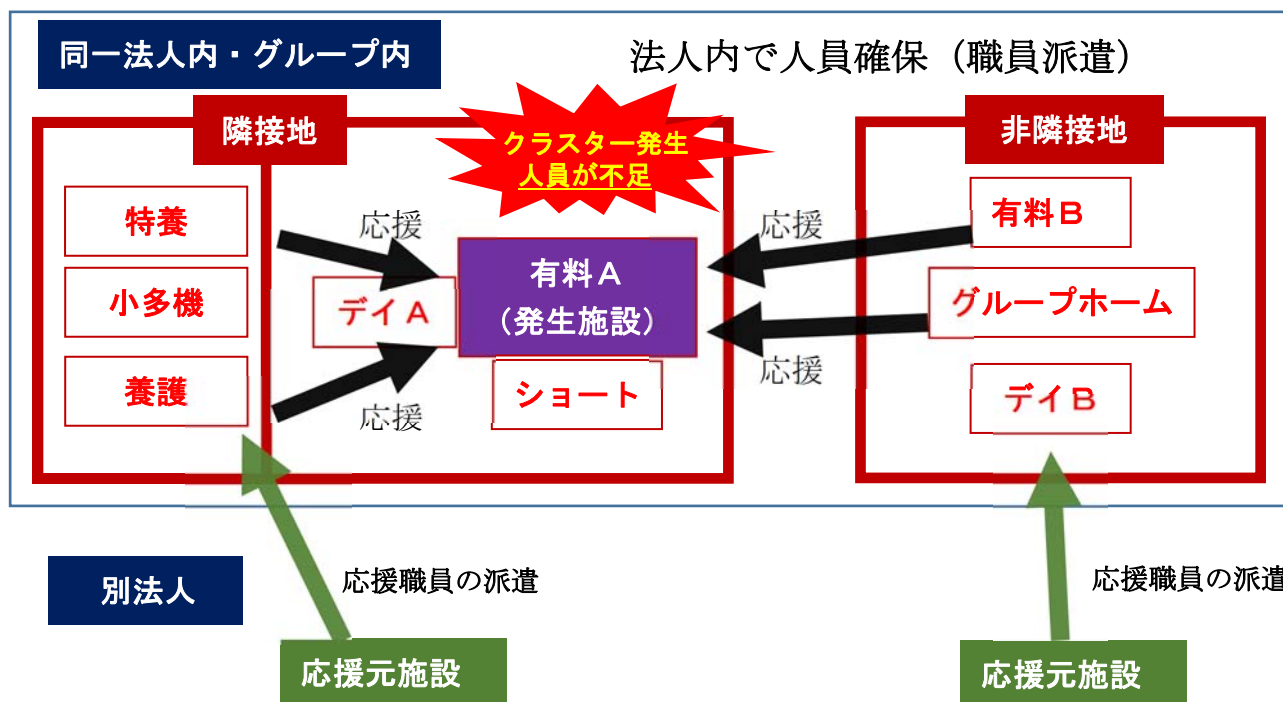 同一法人内・グループ内
法人内で人員確保（職員派遣）
隣接地
クラスター発生
人員が不足
非隣接地
特養
小多機
養護
応援
応援
デイＡ
有料Ａ
（発生施設）
ショート
応援
応援
有料Ｂ
グループホーム
デイＢ
別法人
応援職員の派遣
応援職員の派遣
応援元施設
応援元施設